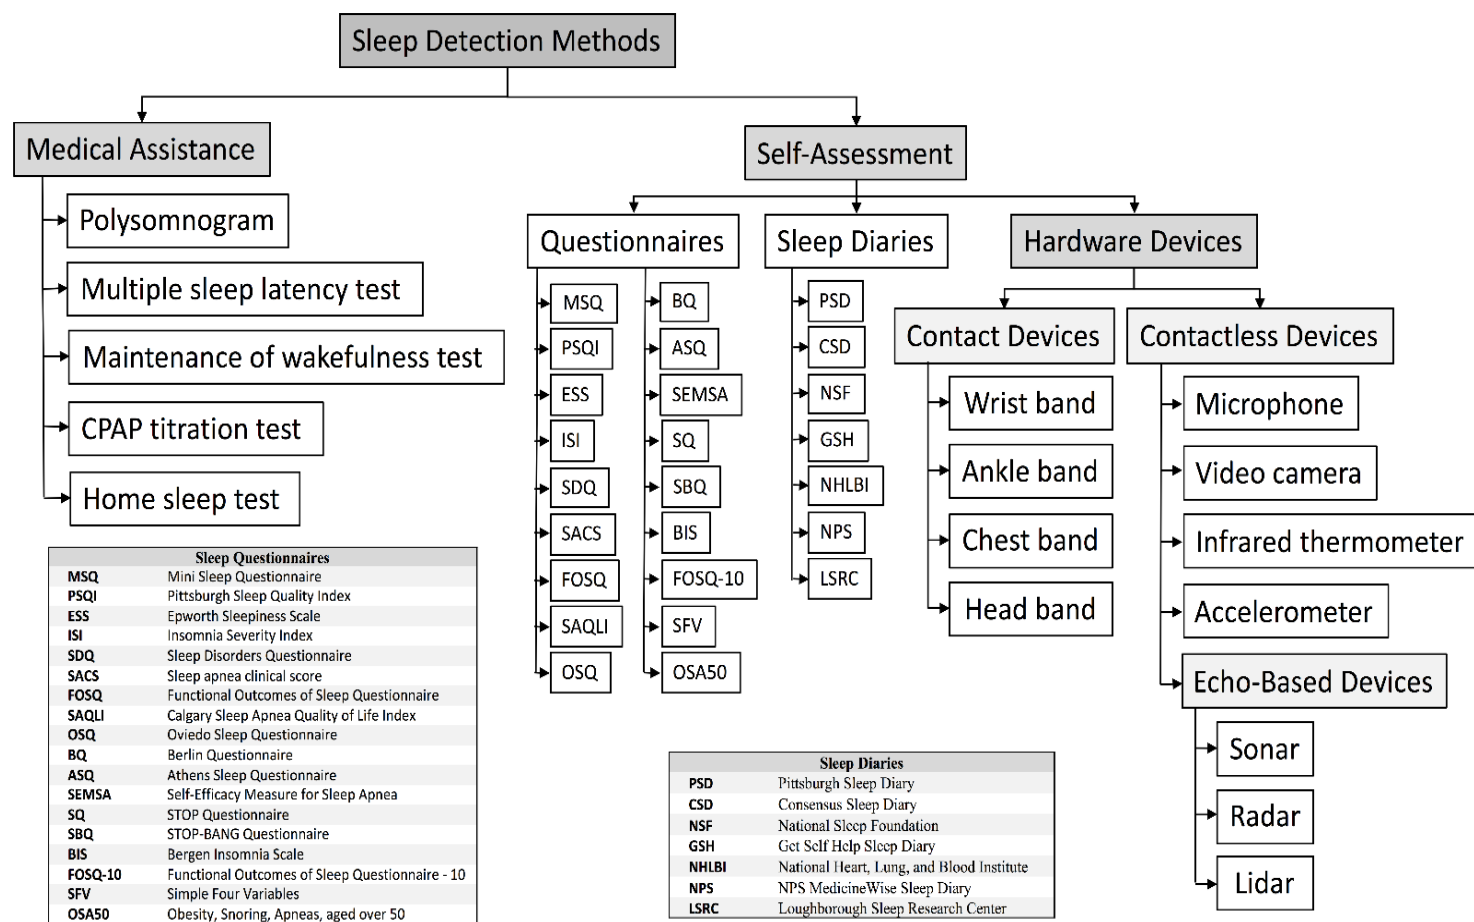 Sleep Detection Methods
Medical Assistance
Polysomnogram
Multiple sleep latency test
Maintenance of wakefulness test
CPAP titration test
Home sleep test
Self-Assessment
Questionnaires
MSQ
PSQI
ESS
ISI
SDQ
SACS
FOSQ
SAQLI
OSQ
BQ
ASQ
SEMSA
SQ
SBQ
BIS
FOSQ-10
SFV
OSA50
Sleep Diaries
PSD
CSD
NSF
GSH
NHLBI
NPS
LSRC
Hardware Devices
Contact Devices
Wrist band
Ankle band
Chest band
Head band
Contactless Devices
Microphone
Video camera
Infrared thermometer
Accelerometer
Echo-Based Devices
Sonar
Radar
Lidar
Sleep Questionnaires
MSQ Mini Sleep Questionnaire
PSQI Pittsburgh Sleep Quality Index
ESS Epworth Sleepiness Scale
ISI Insomnia Severity Index
SDQ Sleep Disorders Questionnaire
SACS Sleep apnea clinical score
FOSQ Functional Outcomes of Sleep Questionnaire
SAQLI Calgary Sleep Apnea Quality of Life Index
OSQ Oviedo Sleep Questionnaire
BQ Berlin Questionnaire
ASQ Athens Sleep Questionnaire
SEMSA Self-Efficacy Measure for Sleep Apnea
SQ STOP Questionnaire
SBQ STOP-BANG Questionnaire
BIS Bergen Insomnia Scale
FOSQ-10 Functional Outcomes of Sleep Questionnaire - 10
SFV Simple Four Variables
OSA50 Obesity, Snoring, Apneas, aged over 50
Sleep Diaries
PSD Pittsburgh Sleep Diary
CSD Consensus Sleep Diary
NSF National Sleep Foundation
GSH Get Self Help Sleep Diary
NHLBI National Heart, Lung, and Blood Institute
NPS NPS MedicineWise Sleep Diary
LSRC Loughborough Sleep Research Center